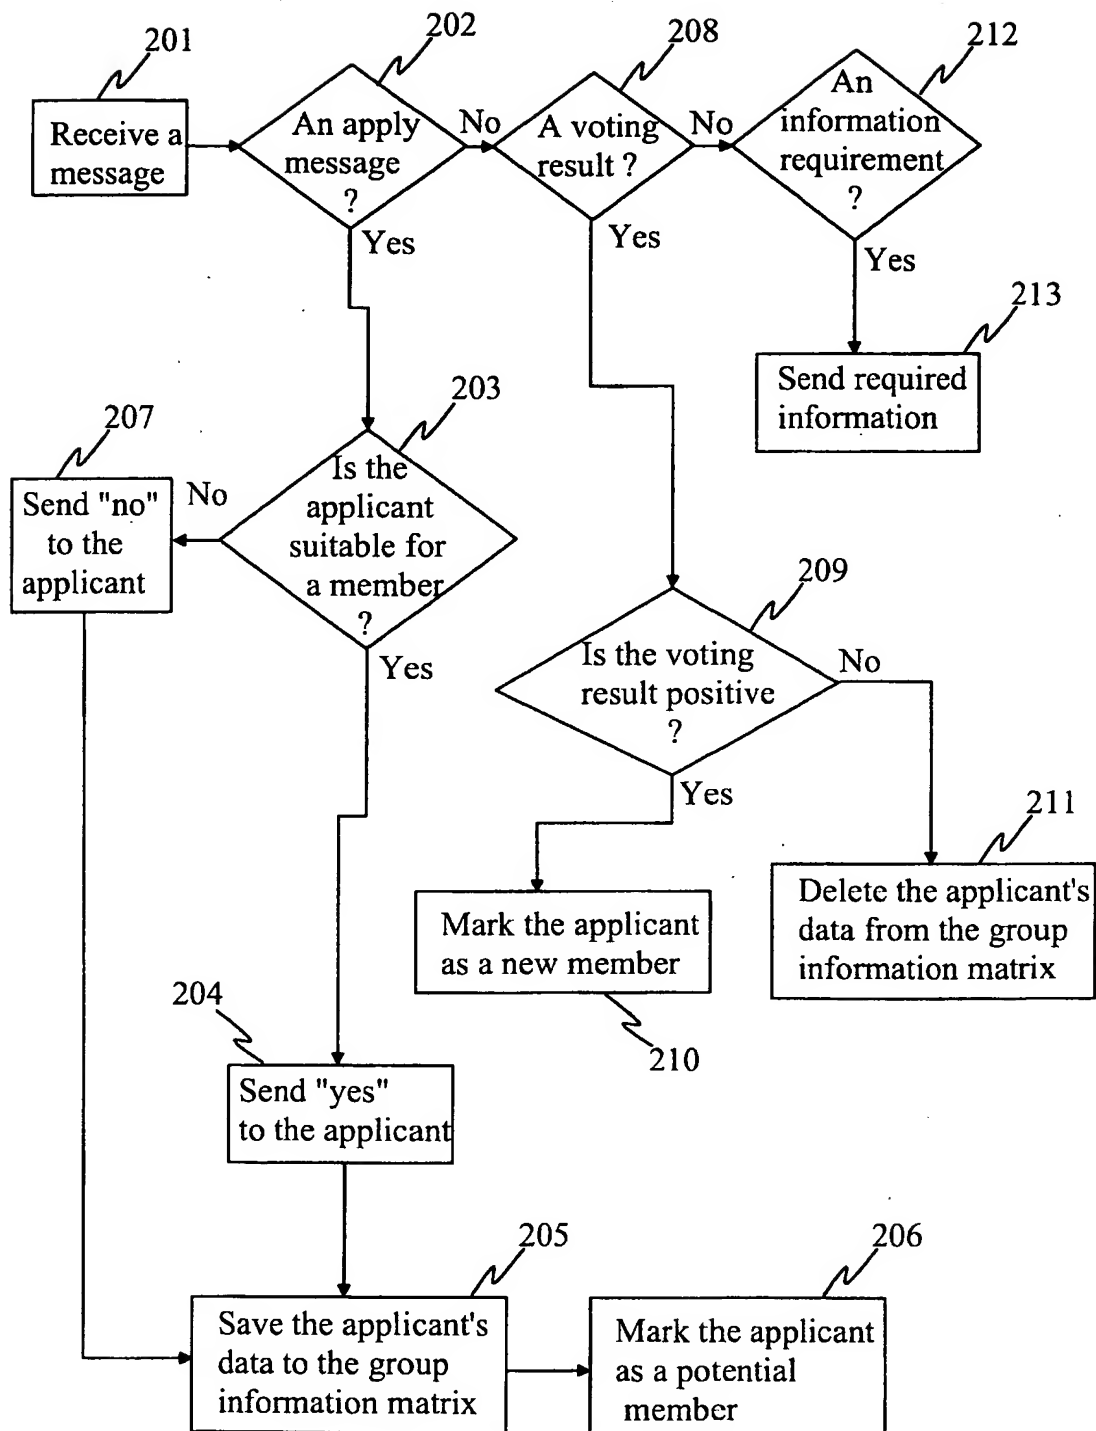 201
202
208
212
Receive a
message
An apply
message
?
No
A voting
result ?
No
An
information
requirement
?
Yes
Yes
Yes
213
Send required
information
207
203
Send "no"
to the
applicant
No
Is the
applicant
suitable for
a member
?
Yes
209
Is the voting
result positive
?
No
Yes
211
Mark the applicant
as a new member
Delete the applicant's
data from the group
information matrix
210
204
Send "yes"
to the applicant
205
206
Save the applicant's
data to the group
information matrix
Mark the applicant
as a potential
member